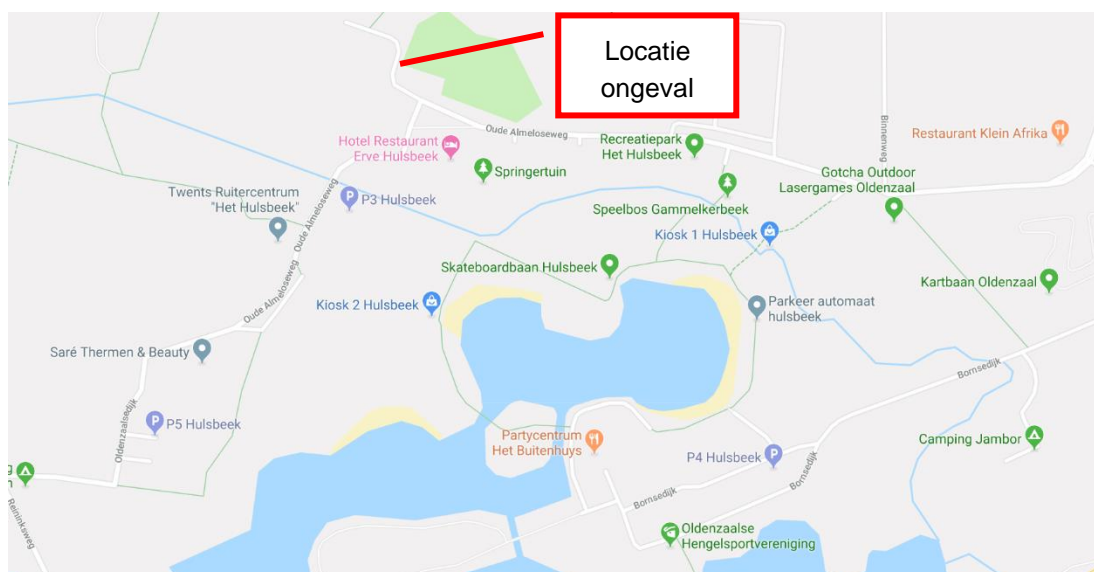 Locatie
ongeval
Oude Almeloseweg
Hotel Restaurant
Erve Hulsbeek
Recreatiepark
Het Hulsbeek
Binnenweg
Restaurant Klein Afrika
Springertuin
Gotcha Outdoor
Lasergames Oldenzaal
Twents Ruitercentrum
"Het Hulsbeek"
P3 Hulsbeek
Oude Almeloseweg
Speelbos Gammelkerbeek
Kiosk 1 Hulsbeek
Skateboardbaan Hulsbeek
Kartbaan Oldenzaal
Kiosk 2 Hulsbeek
Oude Almeloseweg
Parkeer automaat
hulsbeek
Saré Thermen & Beauty
Bornsedijk
Oldenzaalsedijk
P5 Hulsbeek
Partycentrum
Het Buitenhuys
Camping Jambor
P4 Hulsbeek
Bornsedijk
Bornsedijk
Reininksweg
Oldenzaalse
Hengelsportvereniging